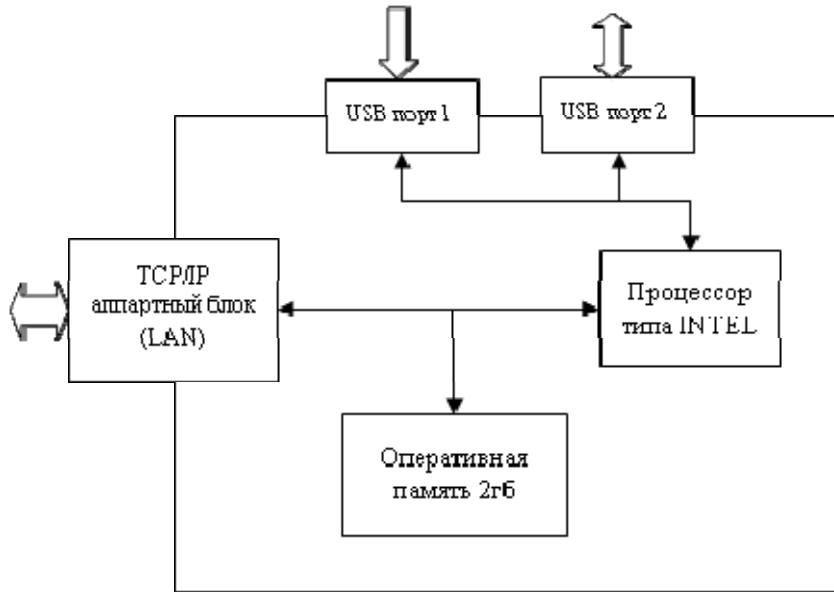 USB порт 1
USB порт 2
TCP/IP
аппартный блок
(LAN)
Процессор
типа INTEL
Оперативная
память 2гб